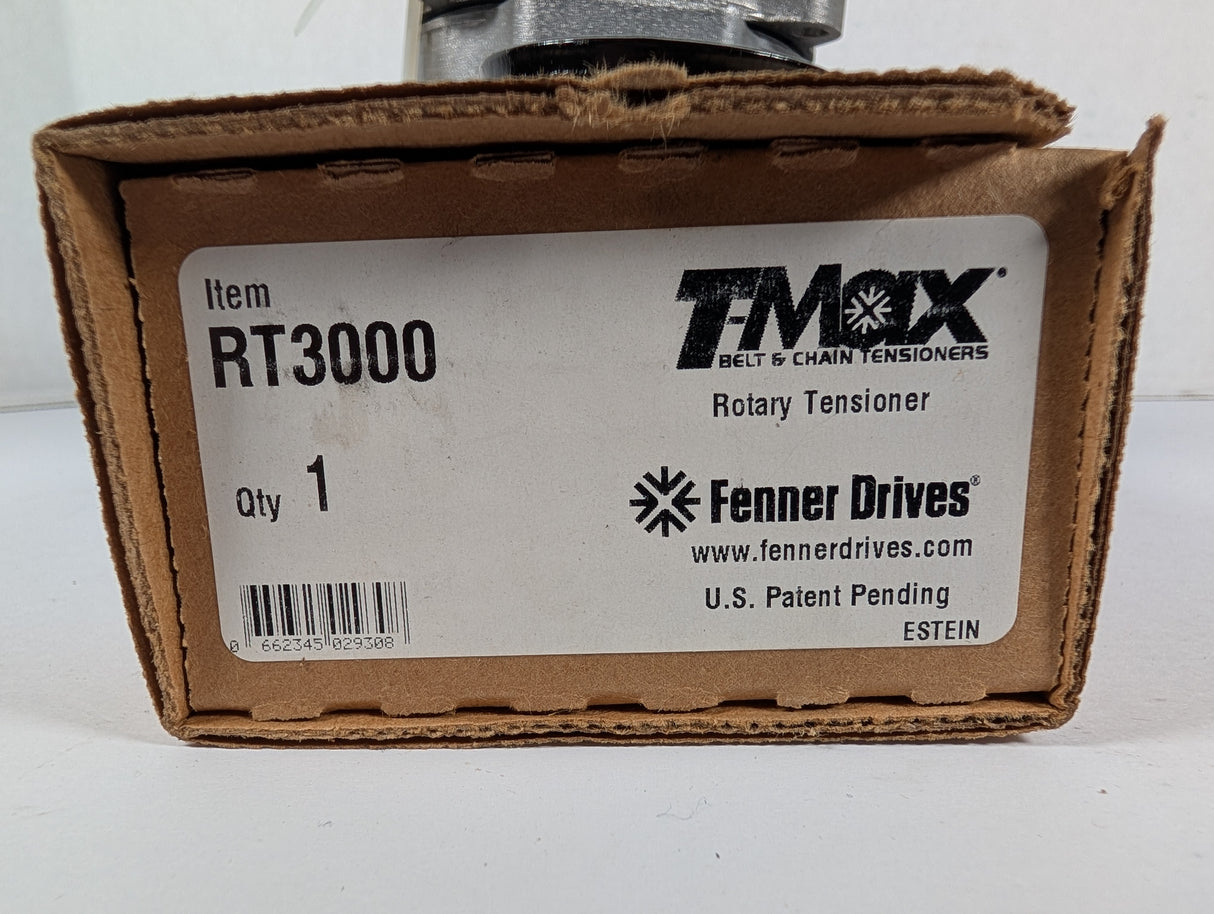 Item
RT3000
Qty 1
0 662345 029308
T-Max
BELT & CHAIN TENSIONERS
Rotary Tensioner
Fenner Drives®
www.fennerdrives.com
U.S. Patent Pending
ESTEIN